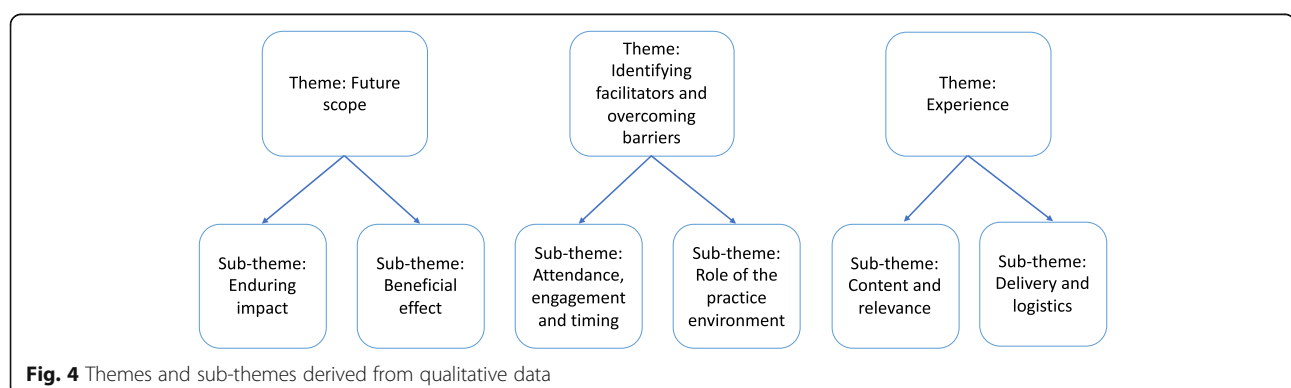 Theme: Future
scope
Theme:
Identifying
facilitators and
overcoming
barriers
Theme:
Experience
Sub-theme:
Enduring
impact
Sub-theme:
Beneficial
effect
Sub-theme:
Attendance,
engagement
and timing
Sub-theme:
Role of the
practice
environment
Sub-theme:
Content and
relevance
Sub-theme:
Delivery and
logistics
Fig. 4 Themes and sub-themes derived from qualitative data